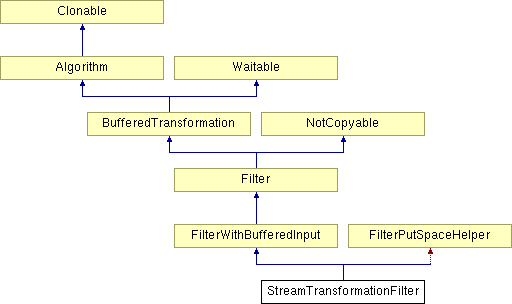 Clonable
Algorithm
Waitable
BufferedTransformation
NotCopyable
Filter
FilterWithBufferedInput
FilterPutSpaceHelper
StreamTransformationFilter